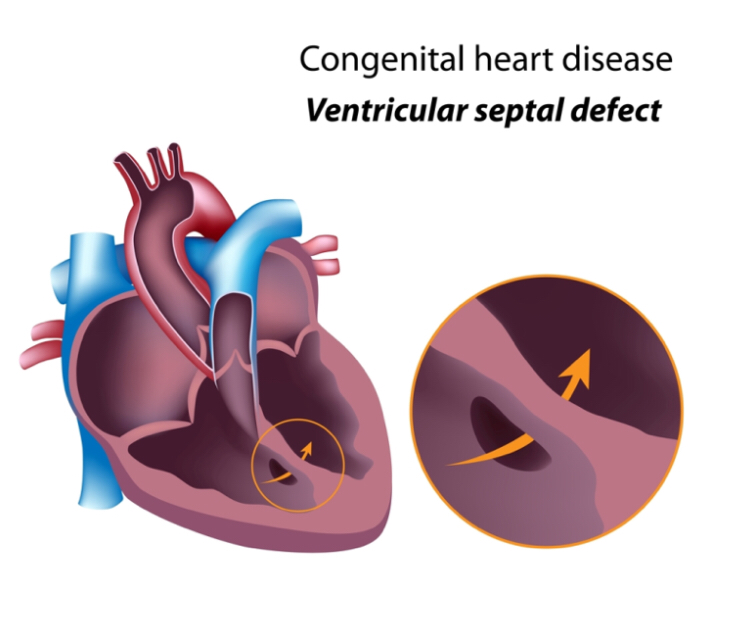 Congenital heart disease
Ventricular septal defect